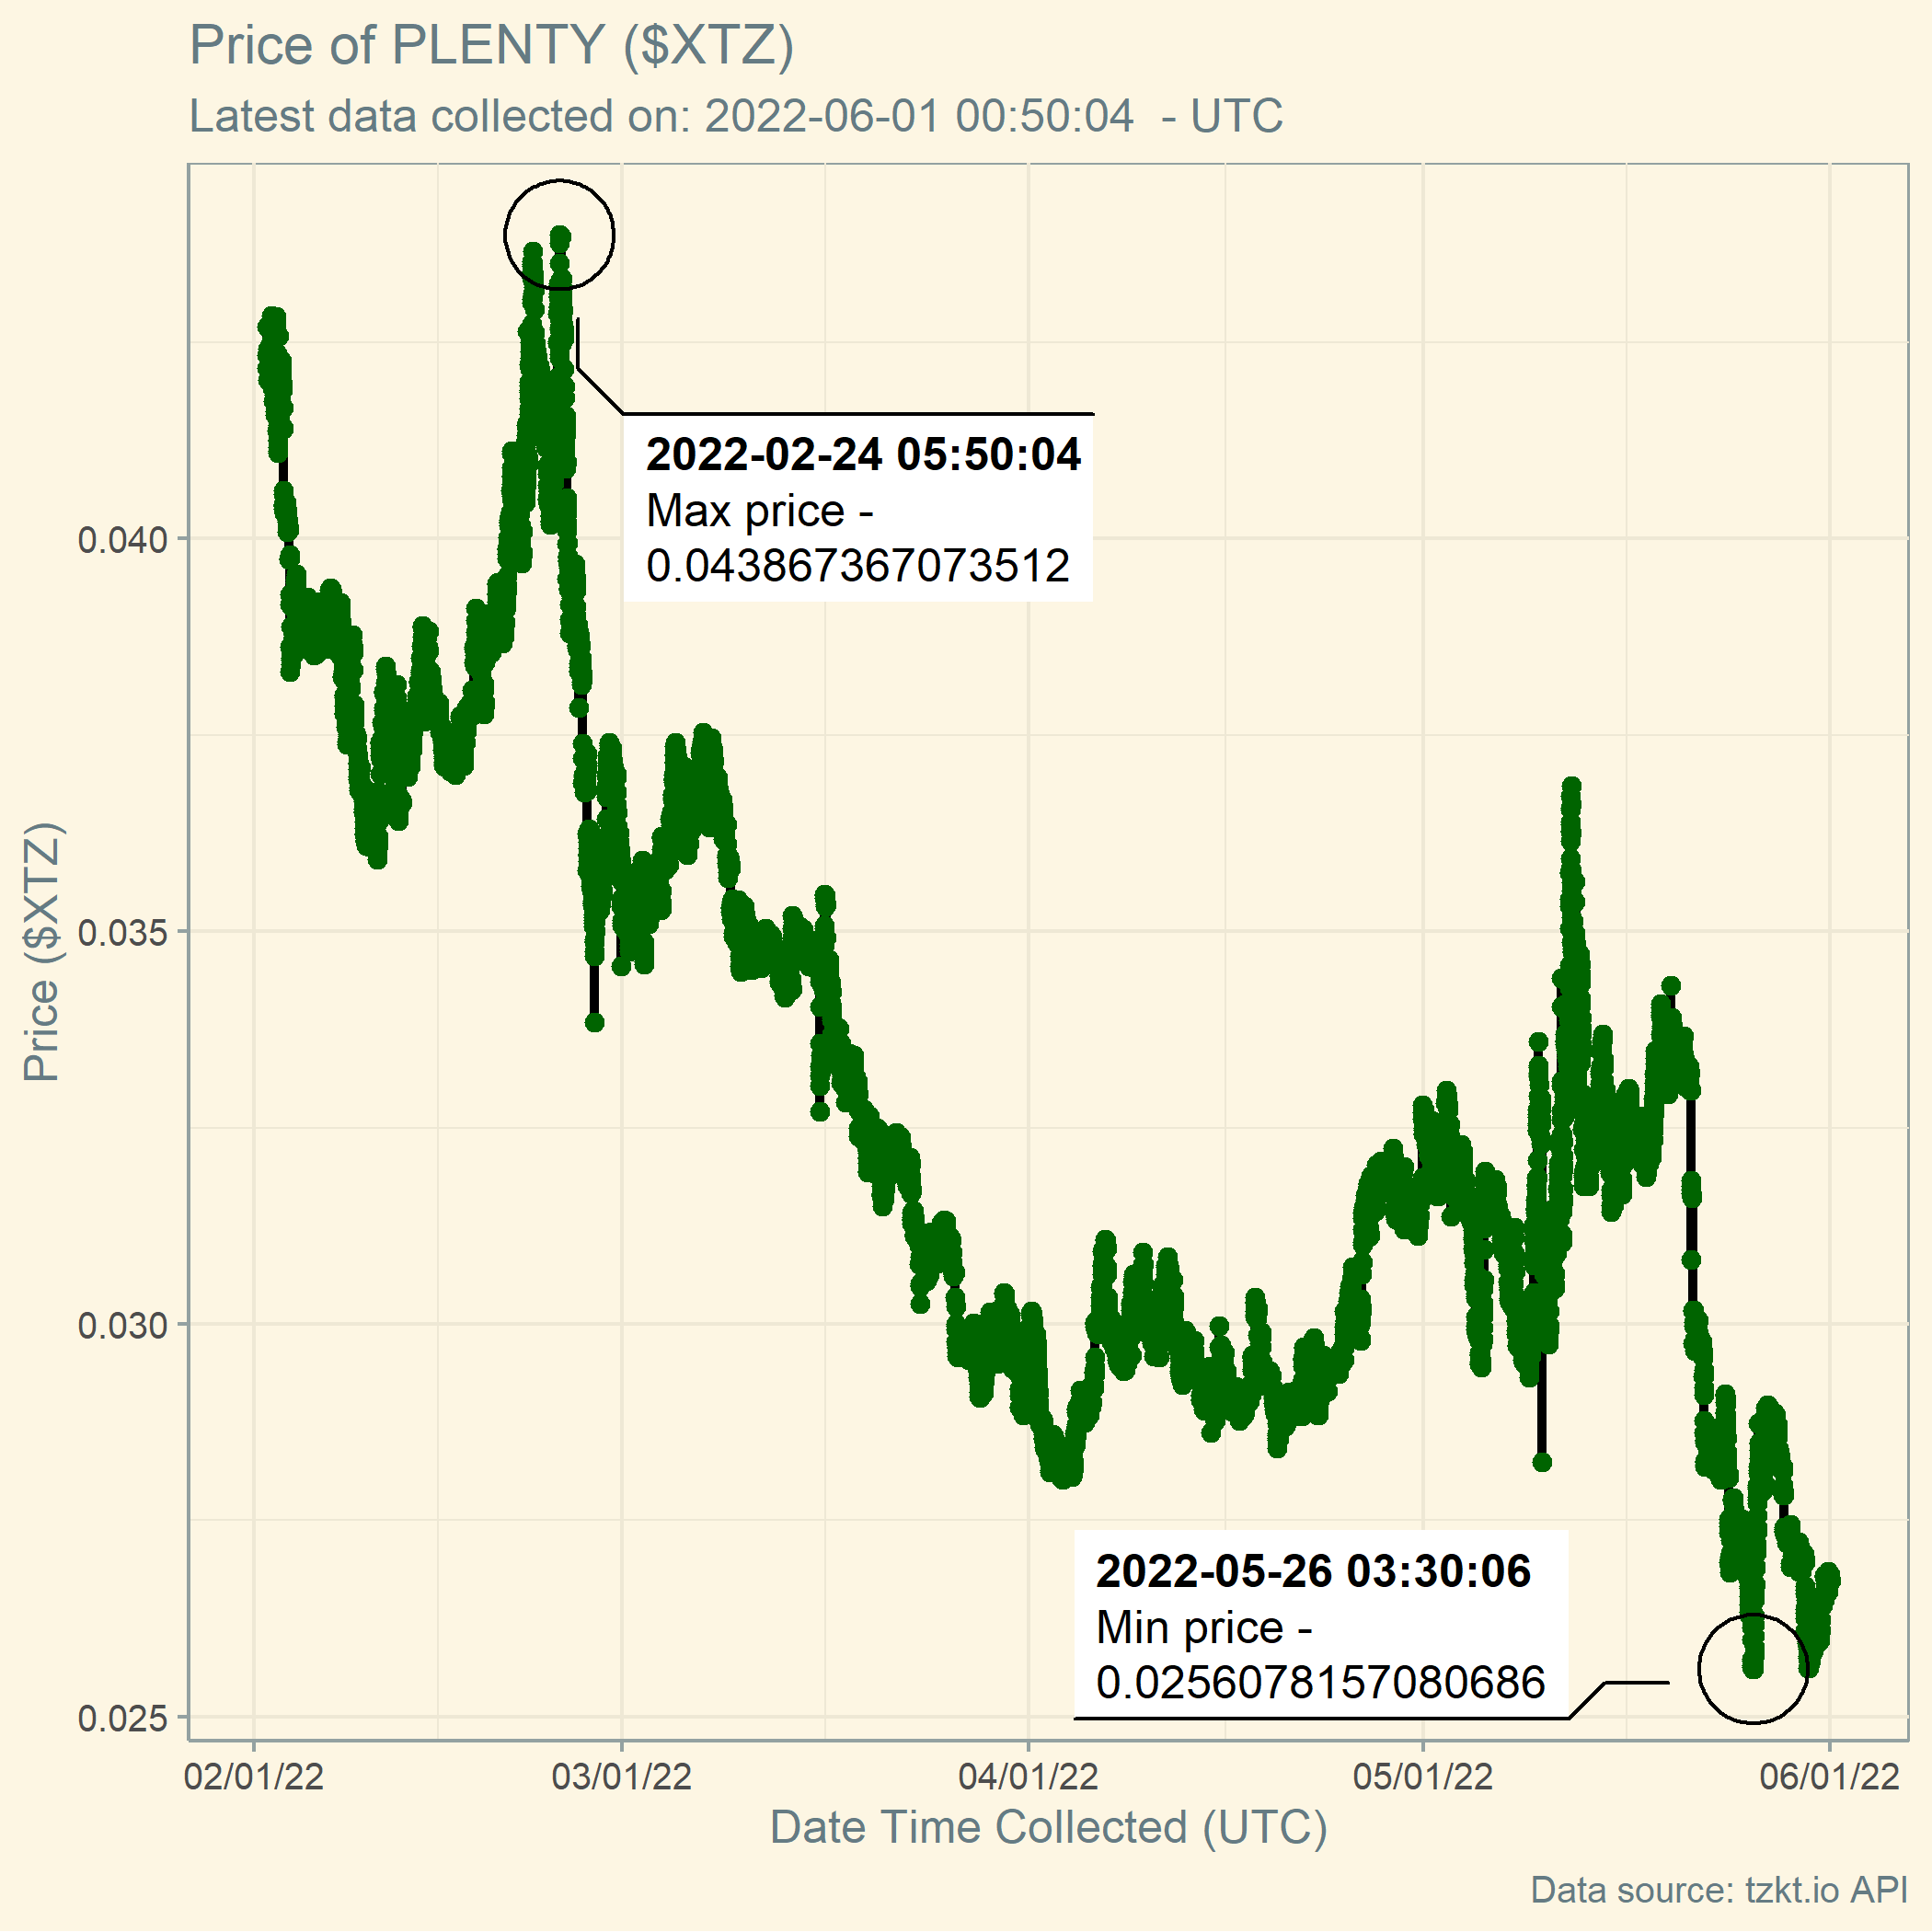 Price of PLENTY ($XTZ)
Latest data collected on: 2022-06-01 00:50:04  - UTC
2022-02-24 05:50:04
Max price -
0.043867367073512
0.040
0.035
0.030
0.025
Price ($XTZ)
2022-05-26 03:30:06
Min price -
0.0256078157080686
02/01/22
03/01/22
04/01/22
05/01/22
06/01/22
Date Time Collected (UTC)
Data source: tzkt.io API